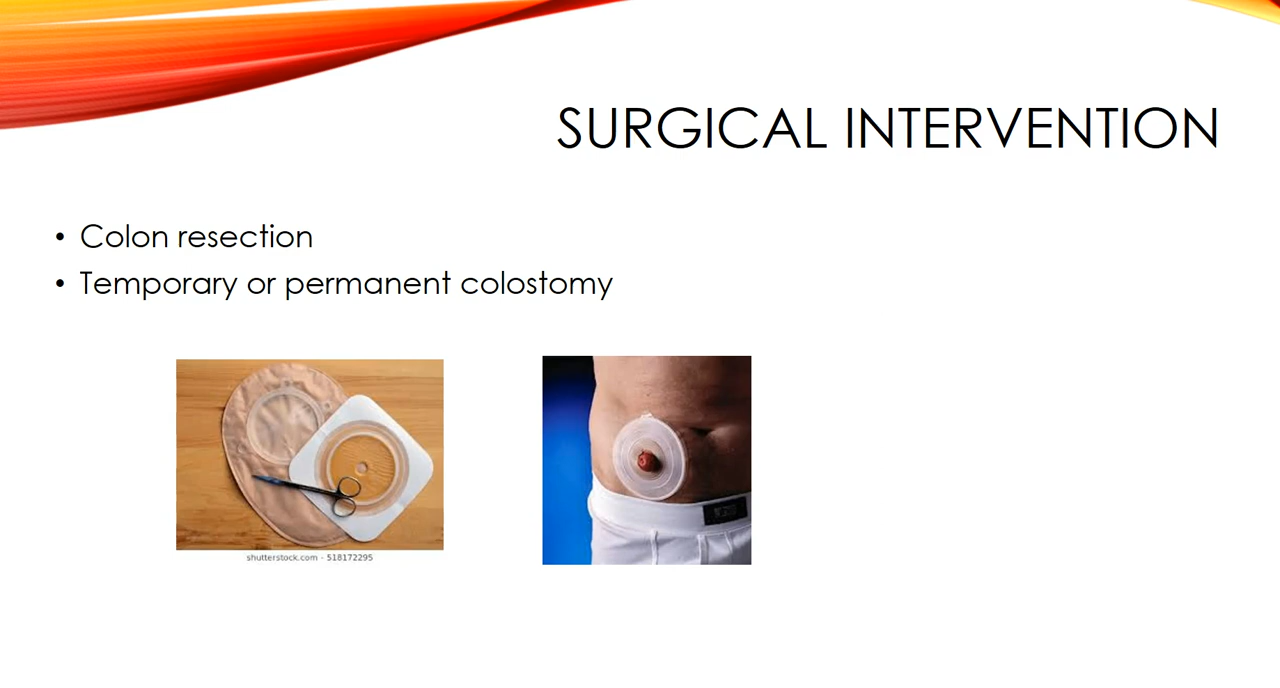 SURGICAL INTERVENTION
• Colon resection
• Temporary or permanent colostomy
shutterstock.com - 518172295